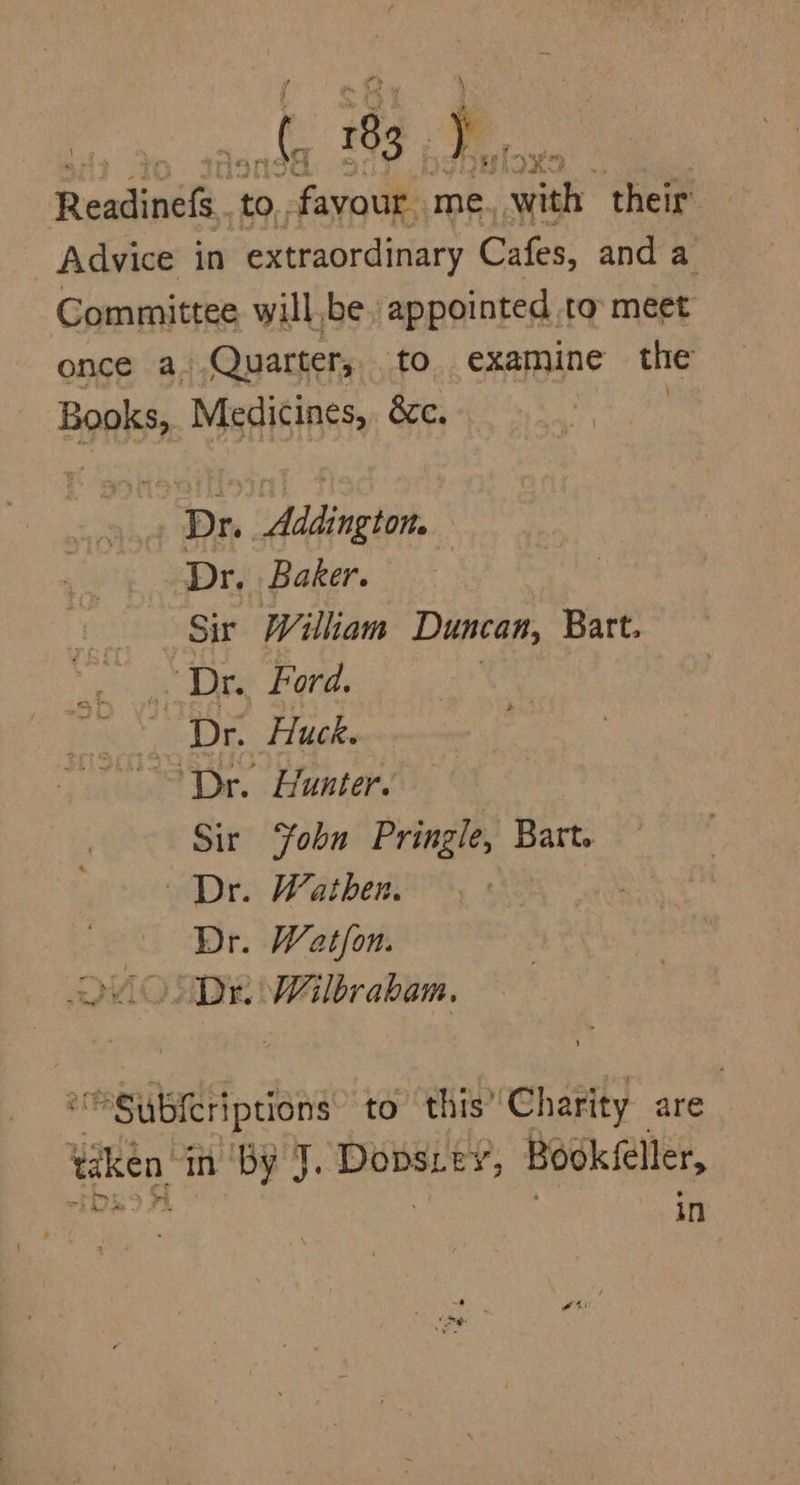 ( 183 )
Readineſs to favour me with their
Advice in extraordinary Caſes, and a
Committee will be appointed to meet
once a Quarter, to examine the
Books, Medicines, &c.
Dr. Addington.
Dr. Baker.
Sir William Duncan, Bart.
Dr. Ford.
Dr. Huck.
Dr. Hunter.
Sir John Pringle, Bart.
Dr. Wathen.
Dr. Watſon.
Dr. Wilbraham.
Subſcriptions to this Charity are
taken in by J. Dodsley, Bookſeller,
in